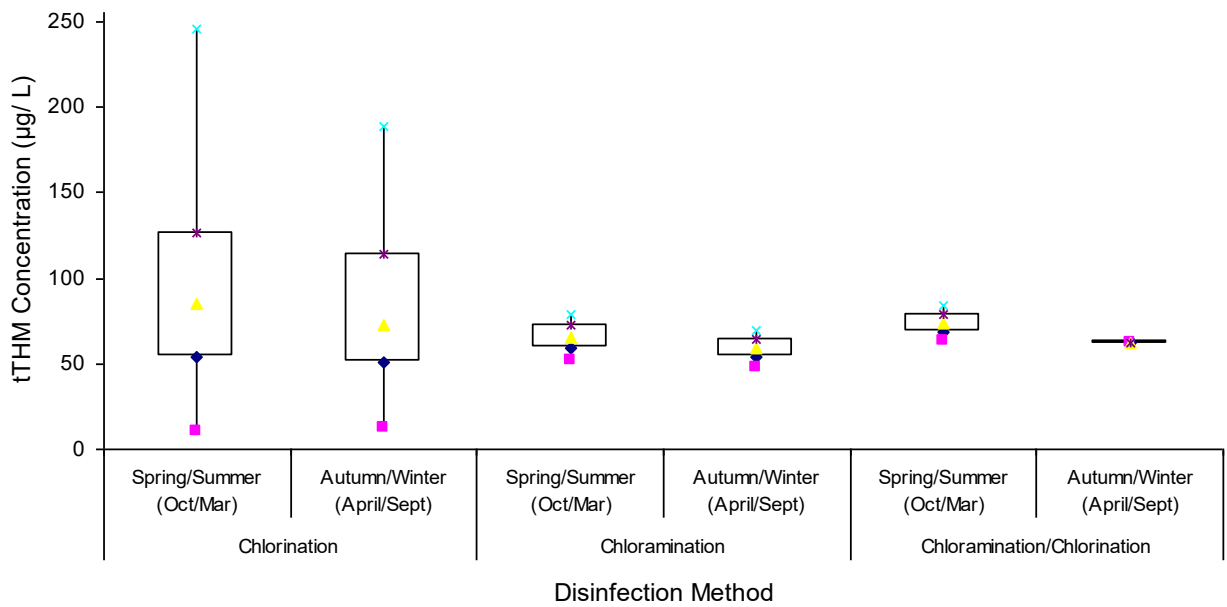 250
200
150
100
50
0
tTHM Concentration (µg/ L)
Spring/Summer Autumn/Winter Spring/Summer Autumn/Winter Spring/Summer Autumn/Winter
(Oct/Mar) (April/Sept) (Oct/Mar) (April/Sept) (Oct/Mar) (April/Sept)
Chlorination Chloramination Chloramination/Chlorination
Disinfection Method